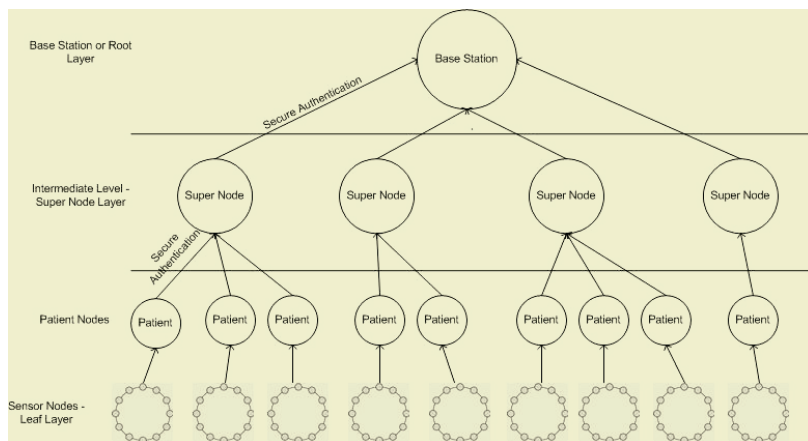 Base Station or Root
Layer
Base Station
Secure Authentication
Intermediate Level -
Super Node Layer
Super Node
Super Node
Super Node
Super Node
Secure
Authentication
Patient Nodes
Patient
Patient
Patient
Patient
Patient
Patient
Patient
Patient
Patient
Sensor Nodes -
Leaf Layer